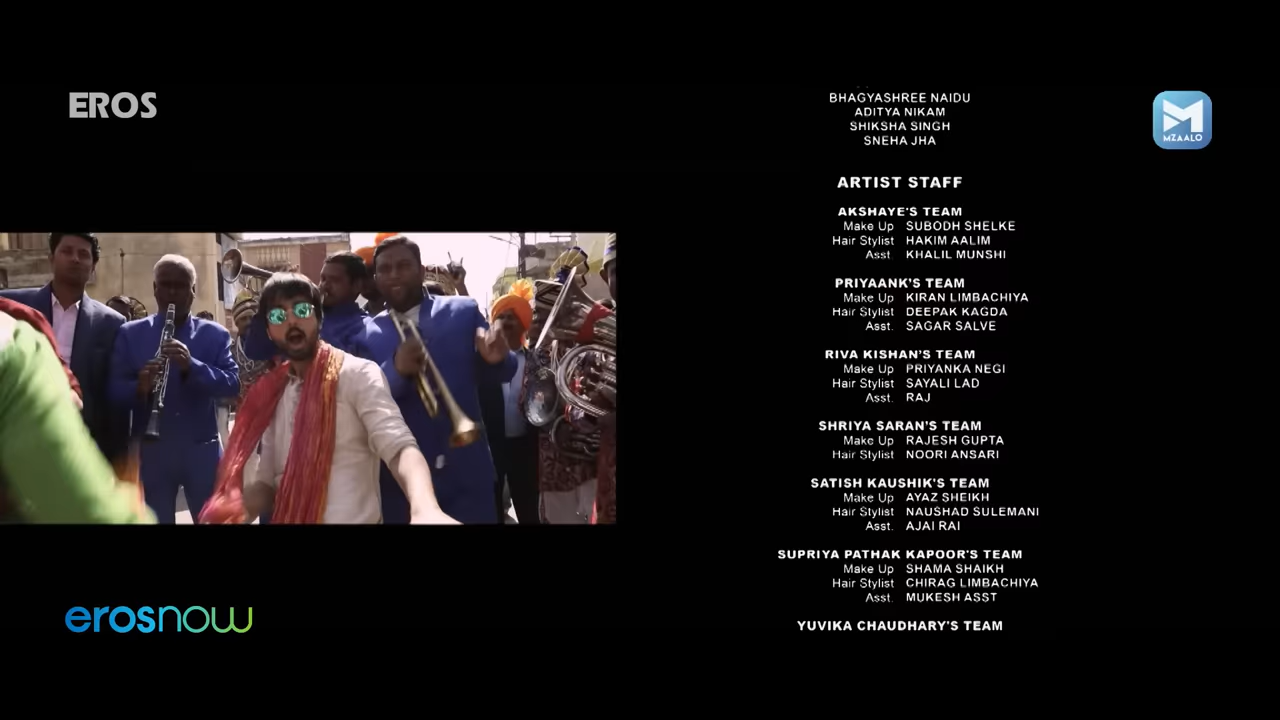 EROS
MZAALO
BHAGYASHREE NAIDU
ADITYA NIKAM
SHIKSHA SINGH
SNEHA JHA
ARTIST STAFF
AKSHAYE'S TEAM
Make Up SUBODH SHELKE
Hair Stylist HAKIM AALIM
Asst. KHALIL MUNSHI
PRIYAANK'S TEAM
Make Up KIRAN LIMBACHIYA
Hair Stylist DEEPAK KAGDA
Asst. SAGAR SALVE
RIVA KISHAN'S TEAM
Make Up PRIYANKA NEGI
Hair Stylist SAYALI LAD
Asst. RAJ
SHRIYA SARAN'S TEAM
Make Up RAJESH GUPTA
Hair Stylist NOORI ANSARI
SATISH KAUSHIK'S TEAM
Make Up AYAZ SHEIKH
Hair Stylist NAUSHAD SULEMANI
Asst. AJAI RAI
SUPRIYA PATHAK KAPOOR'S TEAM
Make Up SHAMA SHAIKH
Hair Stylist CHIRAG LIMBACHIYA
Asst. MUKESH ASST
YUVIKA CHAUDHARY'S TEAM
erosnow